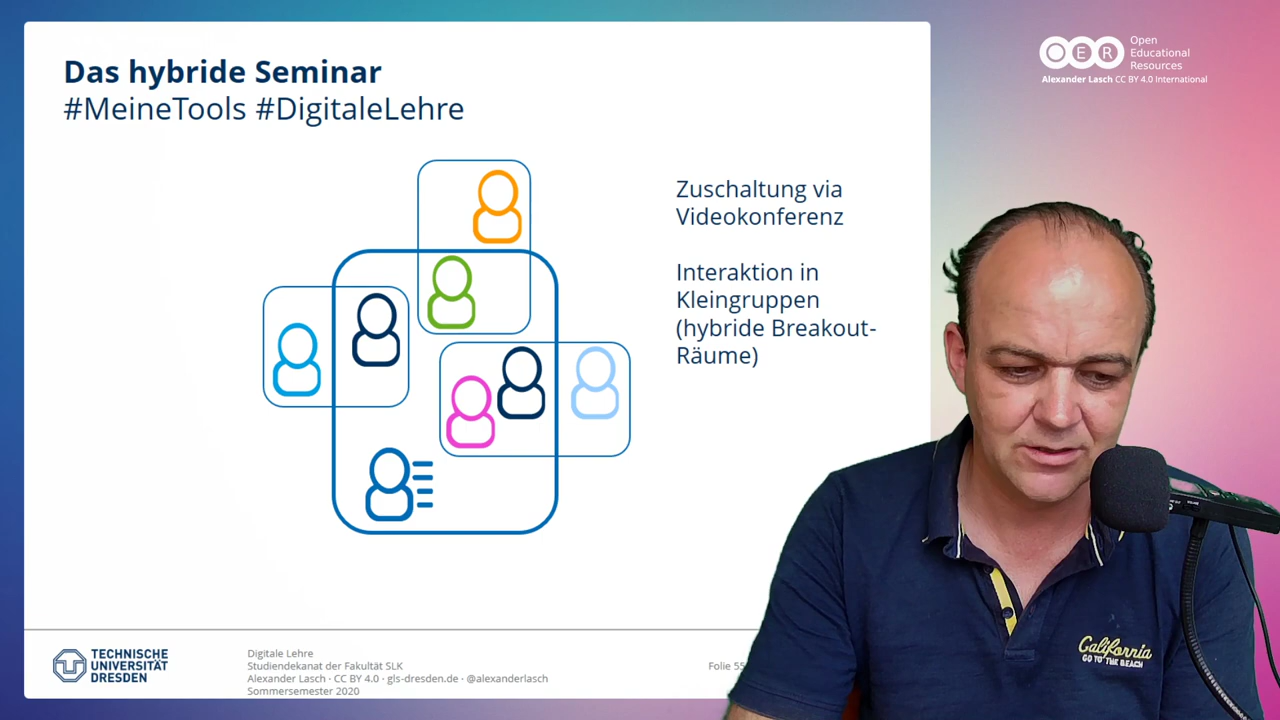 Das hybride Seminar
#MeineTools #DigitaleLehre
Zuschaltung via
Videokonferenz
Interaktion in
Kleingruppen
(hybride Breakout-
Räume)
OER
Open
Educational
Resources
Alexander Lasch CC BY 4.0 International
California
GO TO THE BEACH
TECHNISCHE
UNIVERSITÄT
DRESDEN
Digitale Lehre
Studiendekanat der Fakultät SLK
Alexander Lasch · CC BY 4.0 · gls-dresden.de · @alexanderlasch
Sommersemester 2020
Folie 55